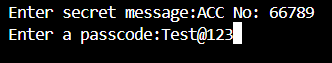 Enter secret message:ACC No: 66789
Enter a passcode:Test@123